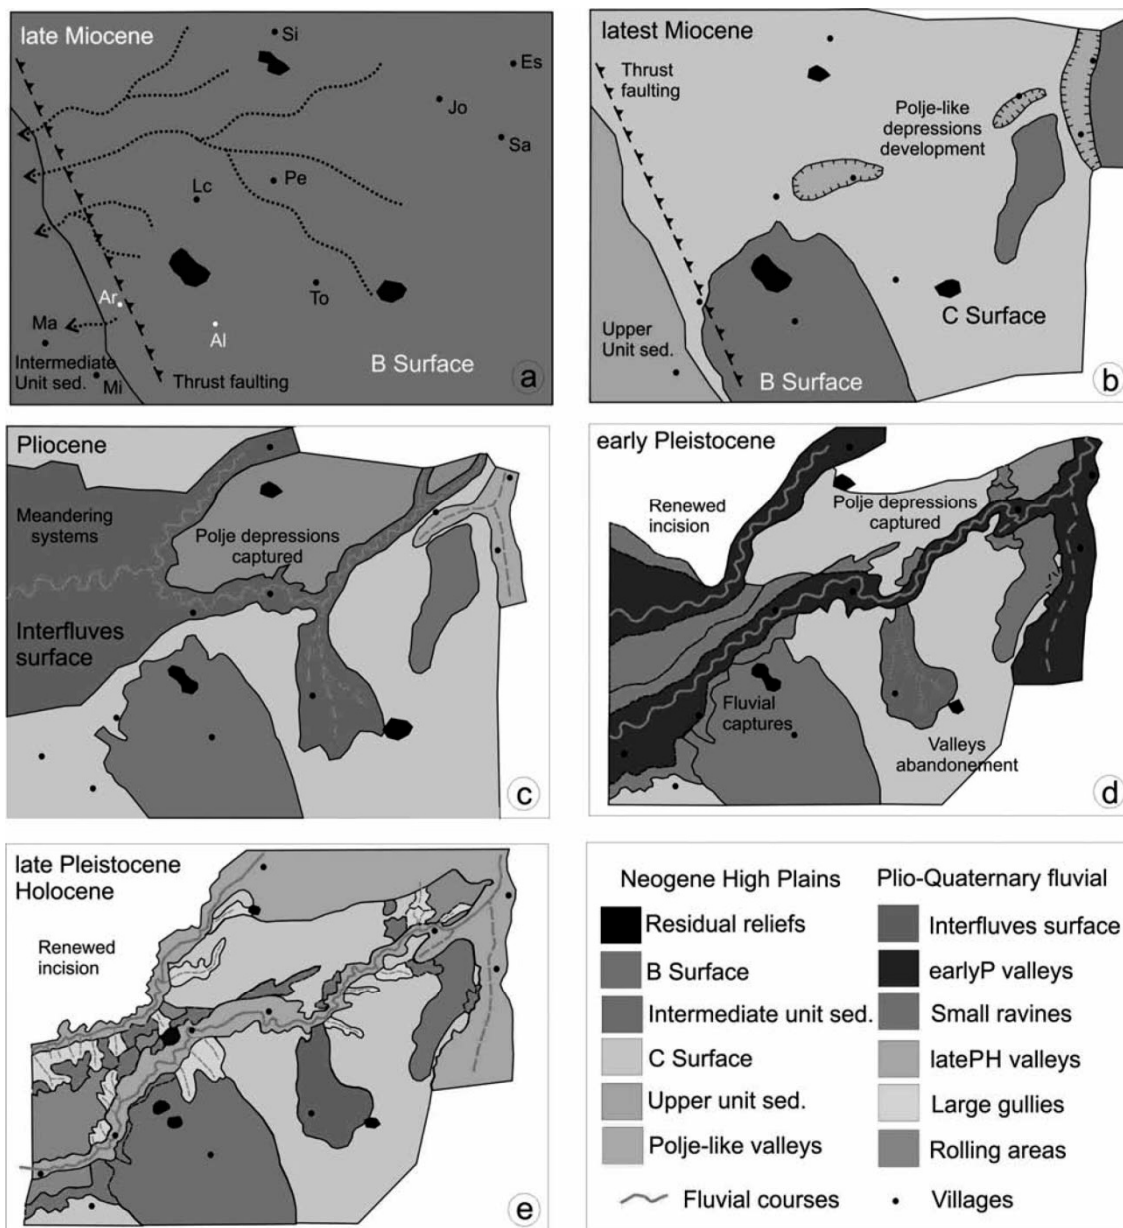 late Miocene
Si
Es
Jo
Sa
Pe
Lc
To
Ar
Al
Ma
Intermediate
Unit sed.
Mi
Thrust faulting
B Surface
a
latest Miocene
Thrust
faulting
Polje-like
depressions
development
C Surface
Upper
Unit sed.
B Surface
b
Pliocene
Meandering
systems
Polje depressions
captured
Interfluves
surface
c
early Pleistocene
Renewed
incision
Polje depressions
captured
Fluvial
captures
Valleys
abandonement
d
late Pleistocene
Holocene
Renewed
incision
e
Neogene High Plains
Residual reliefs
B Surface
Intermediate unit sed.
C Surface
Upper unit sed.
Polje-like valleys
Fluvial courses
Plio-Quaternary fluvial
Interfluves surface
earlyP valleys
Small ravines
latePH valleys
Large gullies
Rolling areas
Villages